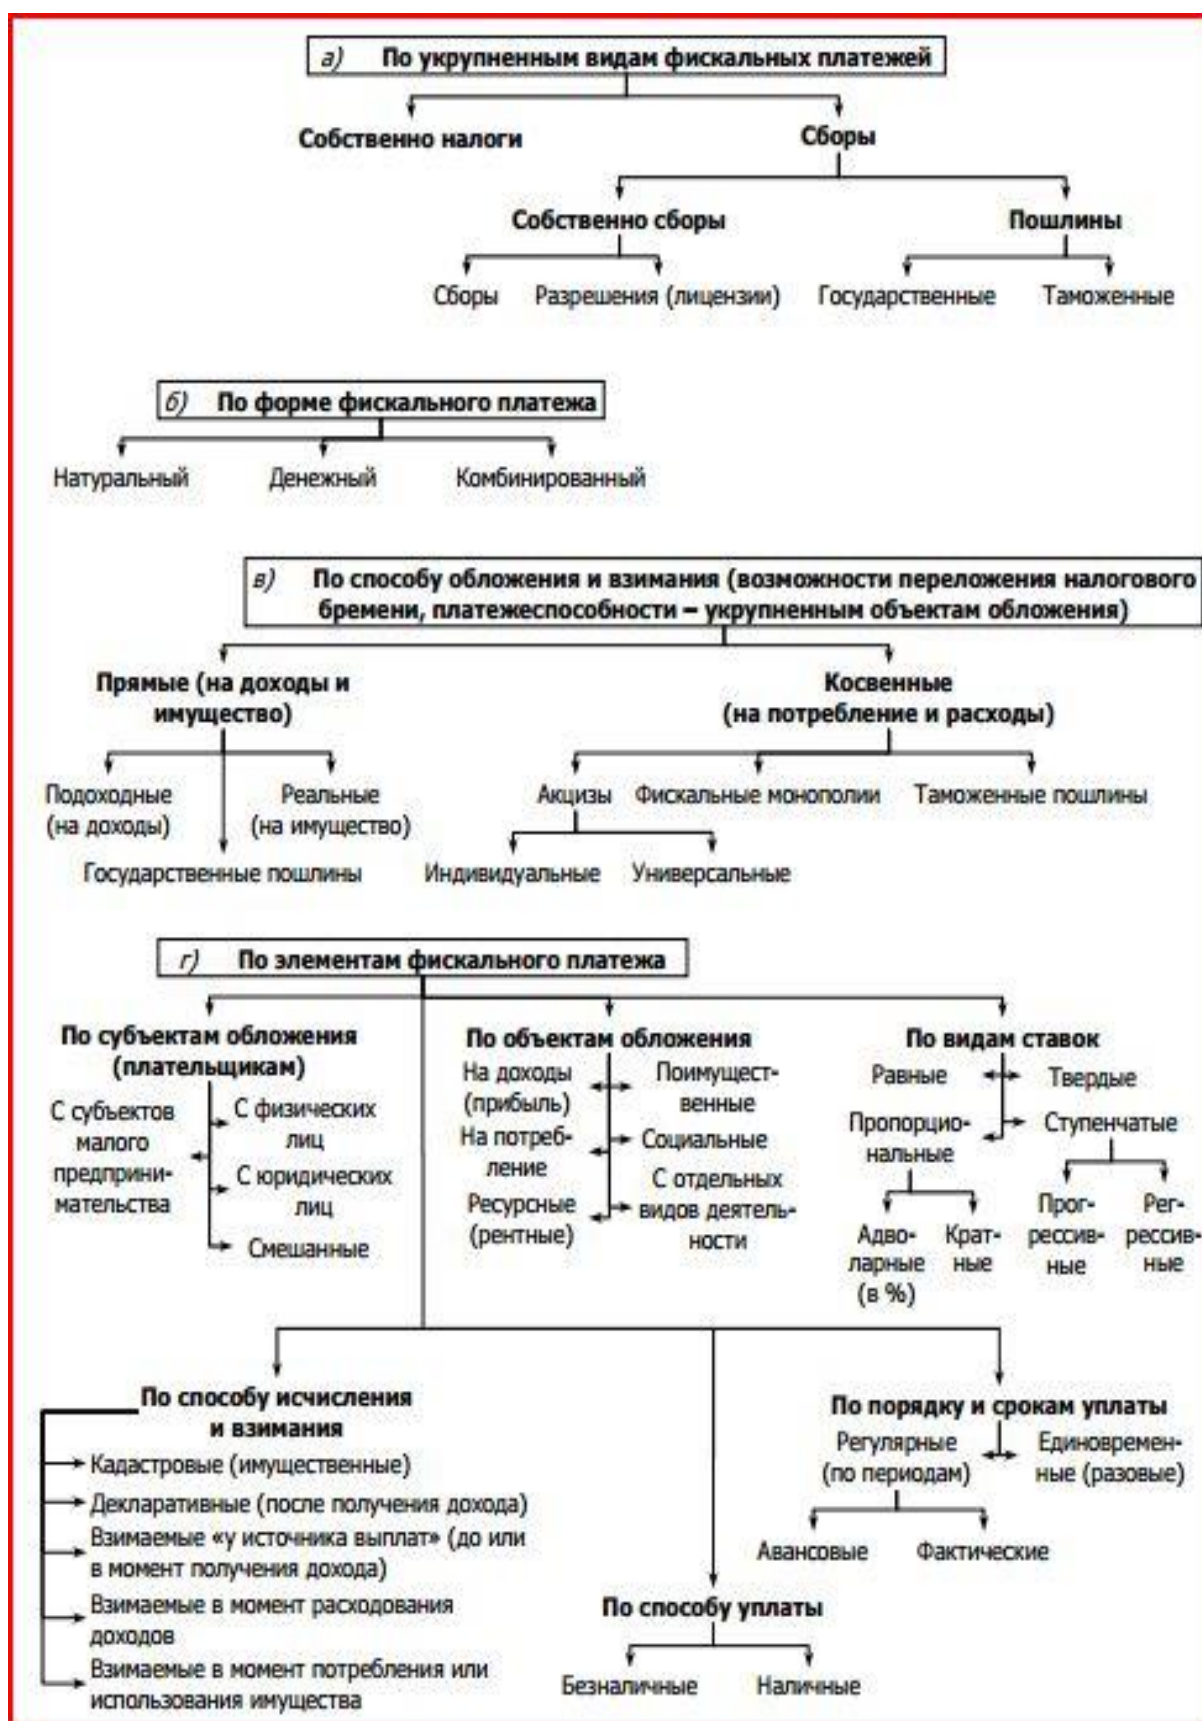 а) По укрупненным видам фискальных платежей
Собственно налоги
Сборы
Собственно сборы
Пошлины
Сборы
Разрешения (лицензии)
Государственные
Таможенные
б) По форме фискального платежа
Натуральный
Денежный
Комбинированный
в) По способу обложения и взимания (возможности переложения налогового
бремени, платежеспособности – укрупненным объектам обложения)
Прямые (на доходы и
имущество)
Косвенные
(на потребление и расходы)
Подоходные
(на доходы)
Реальные
(на имущество)
Государственные пошлины
Акцизы
Фискальные монополии
Таможенные пошлины
Индивидуальные
Универсальные
г) По элементам фискального платежа
По субъектам обложения
(плательщикам)
С субъектов
малого
предприни-
мательства
С физических
лиц
С юридических
лиц
Смешанные
По объектам обложения
На доходы
(прибыль)
Поимущест-
венные
На потреб-
ление
Социальные
Ресурсные
(рентные)
С отдельных
видов деятель-
ности
По видам ставок
Равные
Твердые
Пропорцио-
нальные
Ступенчатые
Адво-
ларные
(в %)
Крат-
ные
Прог-
рессив-
ные
Рег-
рессив-
ные
По способу исчисления
и взимания
Кадастровые (имущественные)
Декларативные (после получения дохода)
Взимаемые «у источника выплат» (до или
в момент получения дохода)
Взимаемые в момент расходования
доходов
Взимаемые в момент потребления или
использования имущества
По способу уплаты
Безналичные
Наличные
По порядку и срокам уплаты
Регулярные
(по периодам)
Единовремен-
ные (разовые)
Авансовые
Фактические